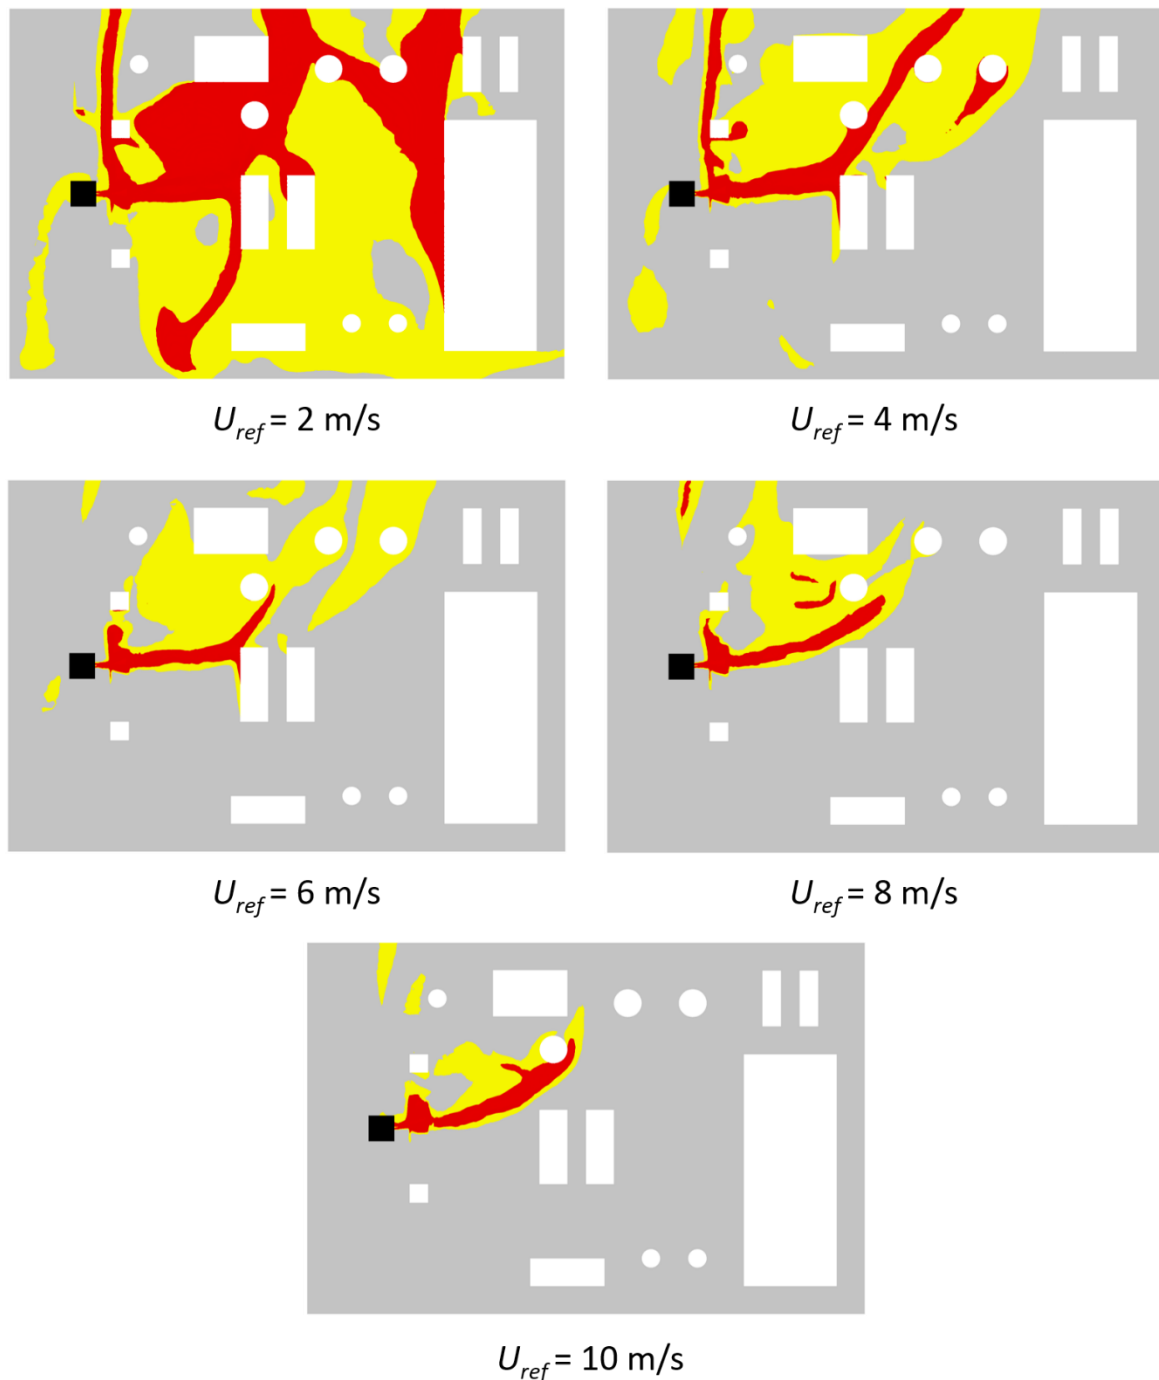 U_ref = 2 m/s
U_ref = 4 m/s
U_ref = 6 m/s
U_ref = 8 m/s
U_ref = 10 m/s